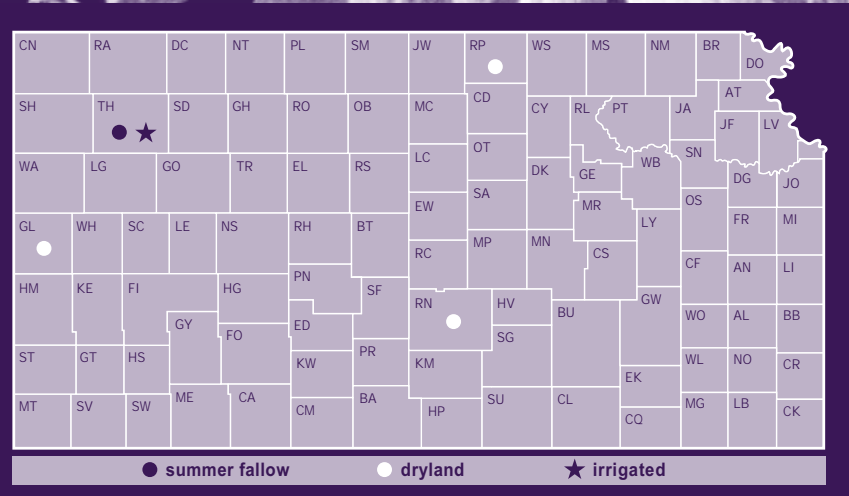 CN RA DC NT PL SM JW RP WS MS NM BR DO
SH TH SD GH RO OB MC CD CY RL PT JA AT
JF LV
WA LG GO TR EL RS LC OT DK GE WB SN
DG JO
GL WH SC LE NS RH BT EW SA MR LY OS FR MI
RC MP MN CS
HM KE FI HG PN SF CF AN LI
RN HV BU GW
GY FO ED SG WO AL BB
ST GT HS KW PR KM WL NO CR
EK
MT SV SW ME CA CM BA HP SU CL CQ MG LB CK
summer fallow dryland irrigated